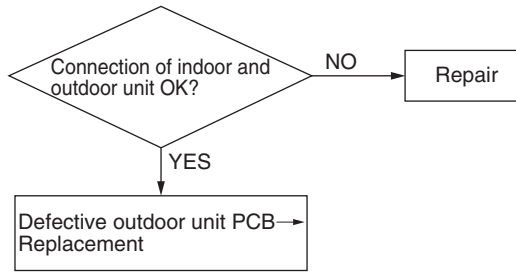 Connection of indoor and
outdoor unit OK?
NO
Repair
YES
Defective outdoor unit PCB→
Replacement